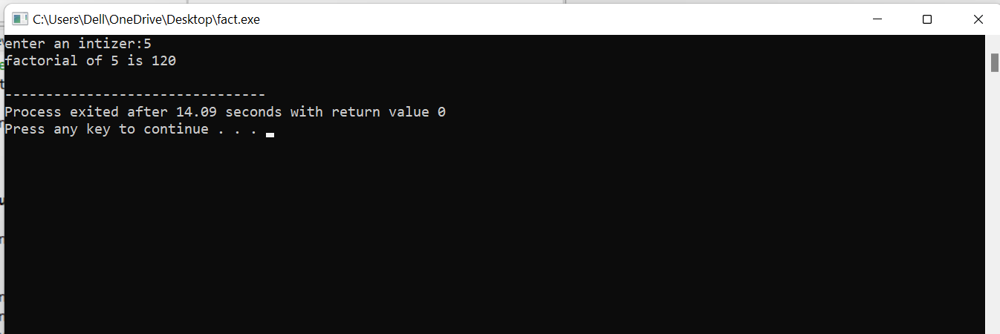 C:\Users\Dell\OneDrive\Desktop\fact.exe
enter an intizer:5
factorial of 5 is 120
--------------------------------
Process exited after 14.09 seconds with return value 0
Press any key to continue . . .